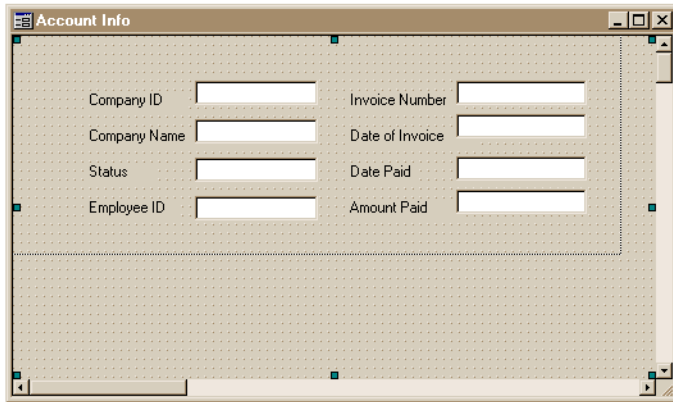 Account Info
Company ID
Invoice Number
Company Name
Date of Invoice
Status
Date Paid
Employee ID
Amount Paid